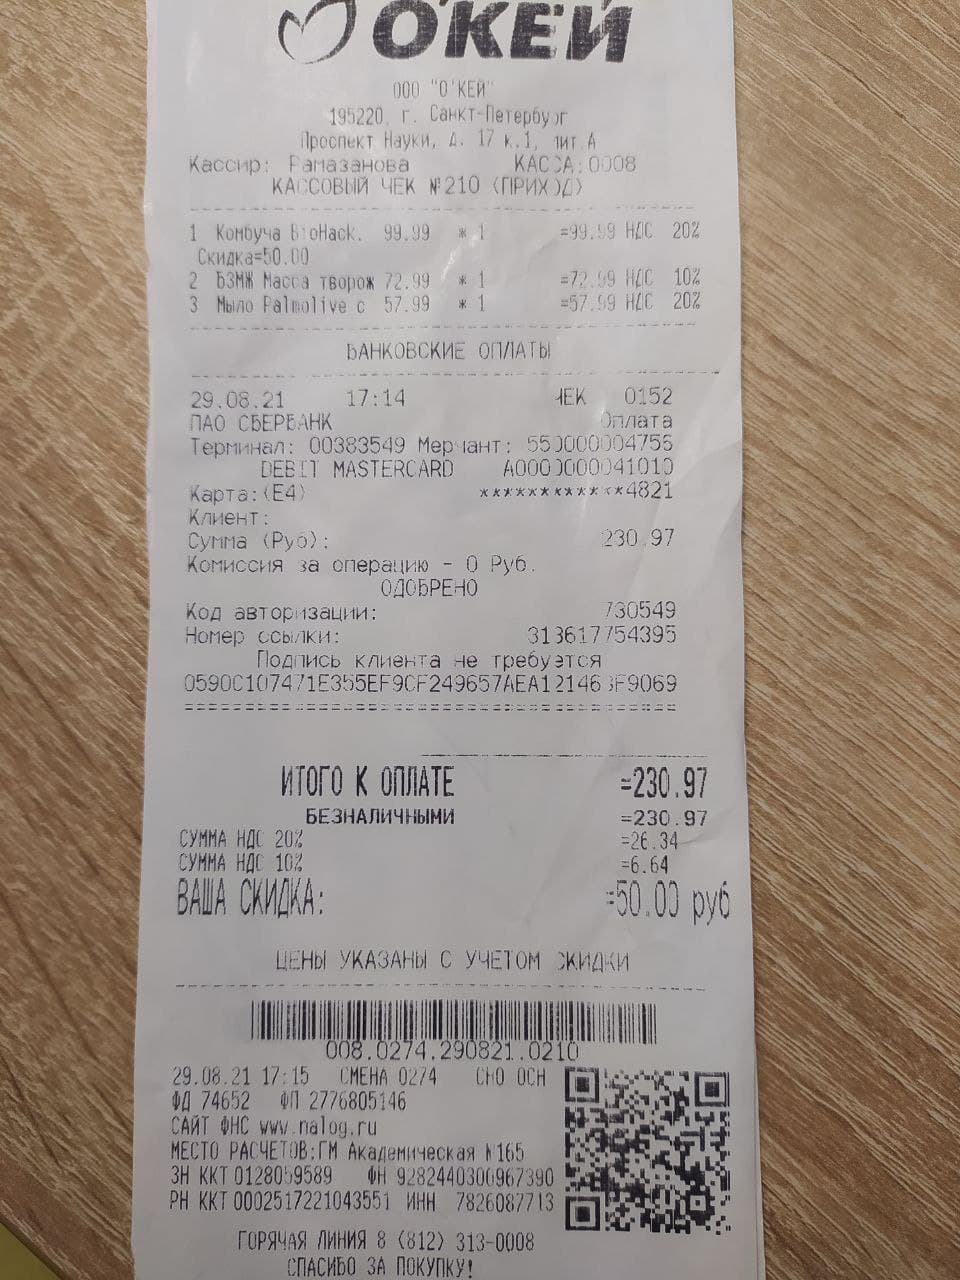 О'КЕЙ
ООО "О'КЕЙ"
195220, г. Санкт-Петербург
Проспект Науки, д. 17 к.1, лит А
Кассир: Рамазанова КАССА:0008
КАССОВЫЙ ЧЕК №210 (ПРИХОД)
1 Комбуча BioHack. 99.99 * 1 =99.99 НДС 20%
Скидка=50.00
2 БЗМЖ Масса творож 72.99 * 1 =72.99 НДС 10%
3 Мыло Palmolive с 57.99 * 1 =57.99 НДС 20%
БАНКОВСКИЕ ОПЛАТЫ
29.08.21 17:14 ЧЕК 0152
ПАО СБЕРБАНК Оплата
Терминал: 00383549 Мерчант: 550000004756
DEBIT MASTERCARD A0000000041010
Карта:(E4) ************4821
Клиент:
Сумма (Руб): 230.97
Комиссия за операцию - 0 Руб.
ОДОБРЕНО
Код авторизации: 730549
Номер ссылки: 313617754395
Подпись клиента не требуется
0590C107471E355EF9CF249657AEA121463F9069
ИТОГО К ОПЛАТЕ =230.97
БЕЗНАЛИЧНЫМИ =230.97
СУММА НДС 20% =26.34
СУММА НДС 10% =6.64
ВАША СКИДКА: =50.00 руб
ЦЕНЫ УКАЗАНЫ С УЧЕТОМ СКИДКИ
008.0274.290821.0210
29.08.21 17:15 СМЕНА 0274 СНО ОСН
ФД 74652 ФП 2776805146
САЙТ ФНС www.nalog.ru
МЕСТО РАСЧЕТОВ:ГМ Академическая №165
ЗН ККТ 0128059589 ФН 9282440300967390
РН ККТ 0002517221043551 ИНН 7826087713
ГОРЯЧАЯ ЛИНИЯ 8 (812) 313-0008
СПАСИБО ЗА ПОКУПКУ!